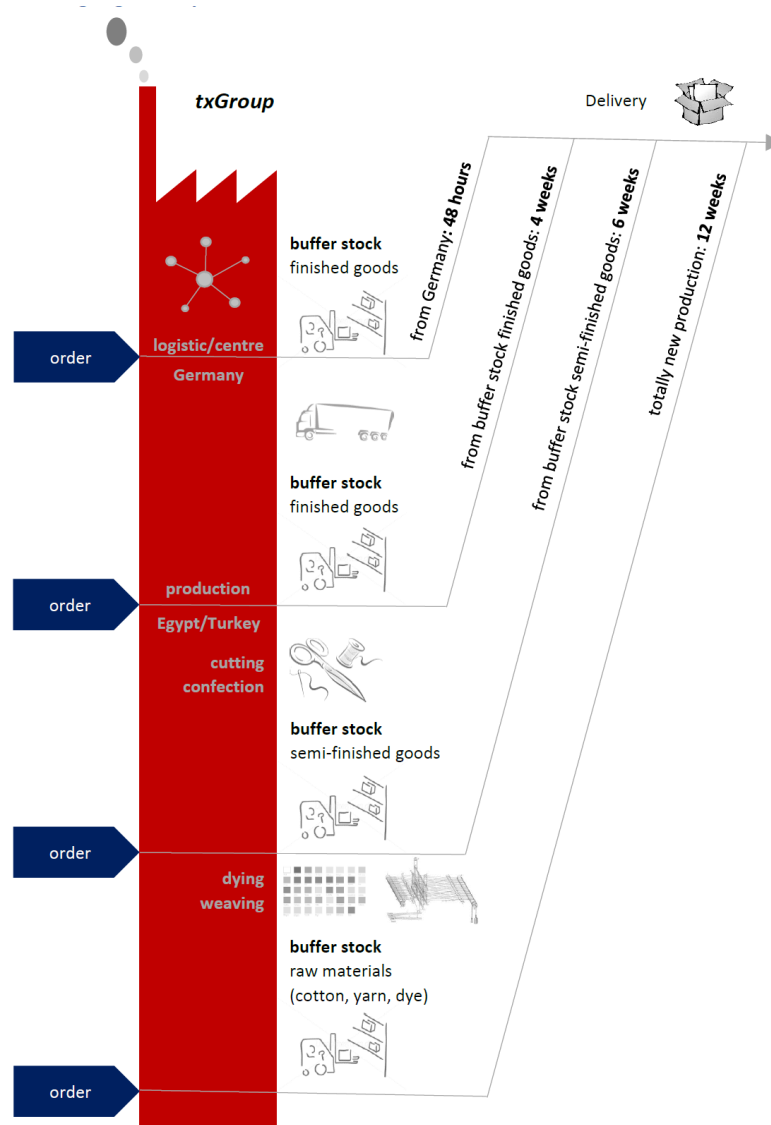 txGroup
Delivery
from Germany: 48 hours
from buffer stock finished goods: 4 weeks
from buffer stock semi-finished goods: 6 weeks
totally new production: 12 weeks
buffer stock
finished goods
order
logistic/centre
Germany
buffer stock
finished goods
order
production
Egypt/Turkey
cutting
confection
buffer stock
semi-finished goods
order
dying
weaving
buffer stock
raw materials
(cotton, yarn, dye)
order